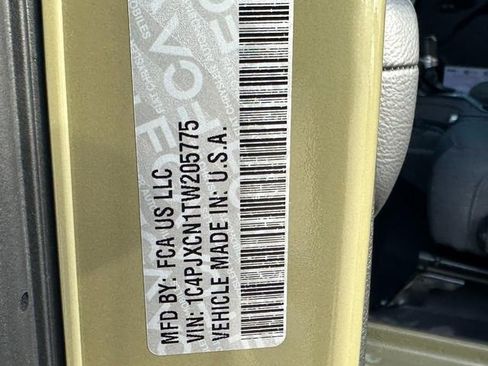 MFD BY: FCA US LLC
VIN: 1C4PJXCN1TW205775
VEHICLE MADE IN: U.S.A.